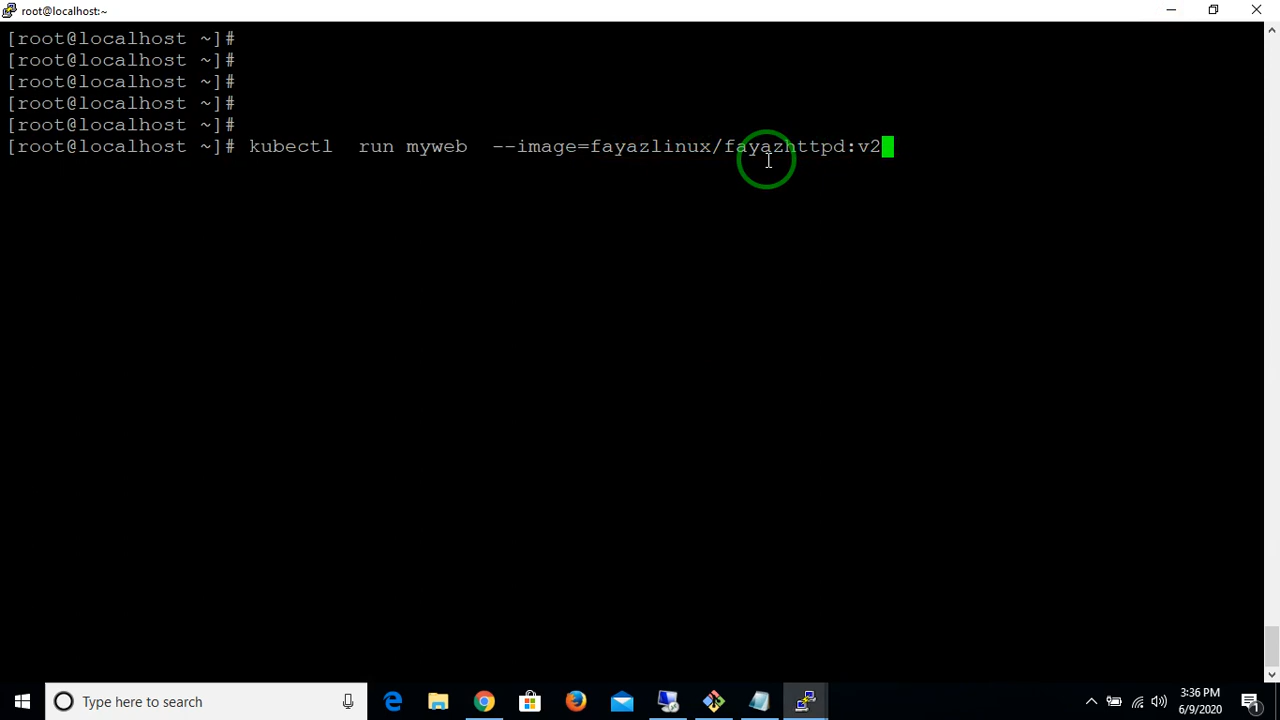 root@localhost:~
[root@localhost ~]#
[root@localhost ~]#
[root@localhost ~]#
[root@localhost ~]#
[root@localhost ~]#
[root@localhost ~]# kubectl  run myweb  --image=fayazlinux/fayazhttpd:v2
Type here to search
3:36 PM
6/9/2020
1